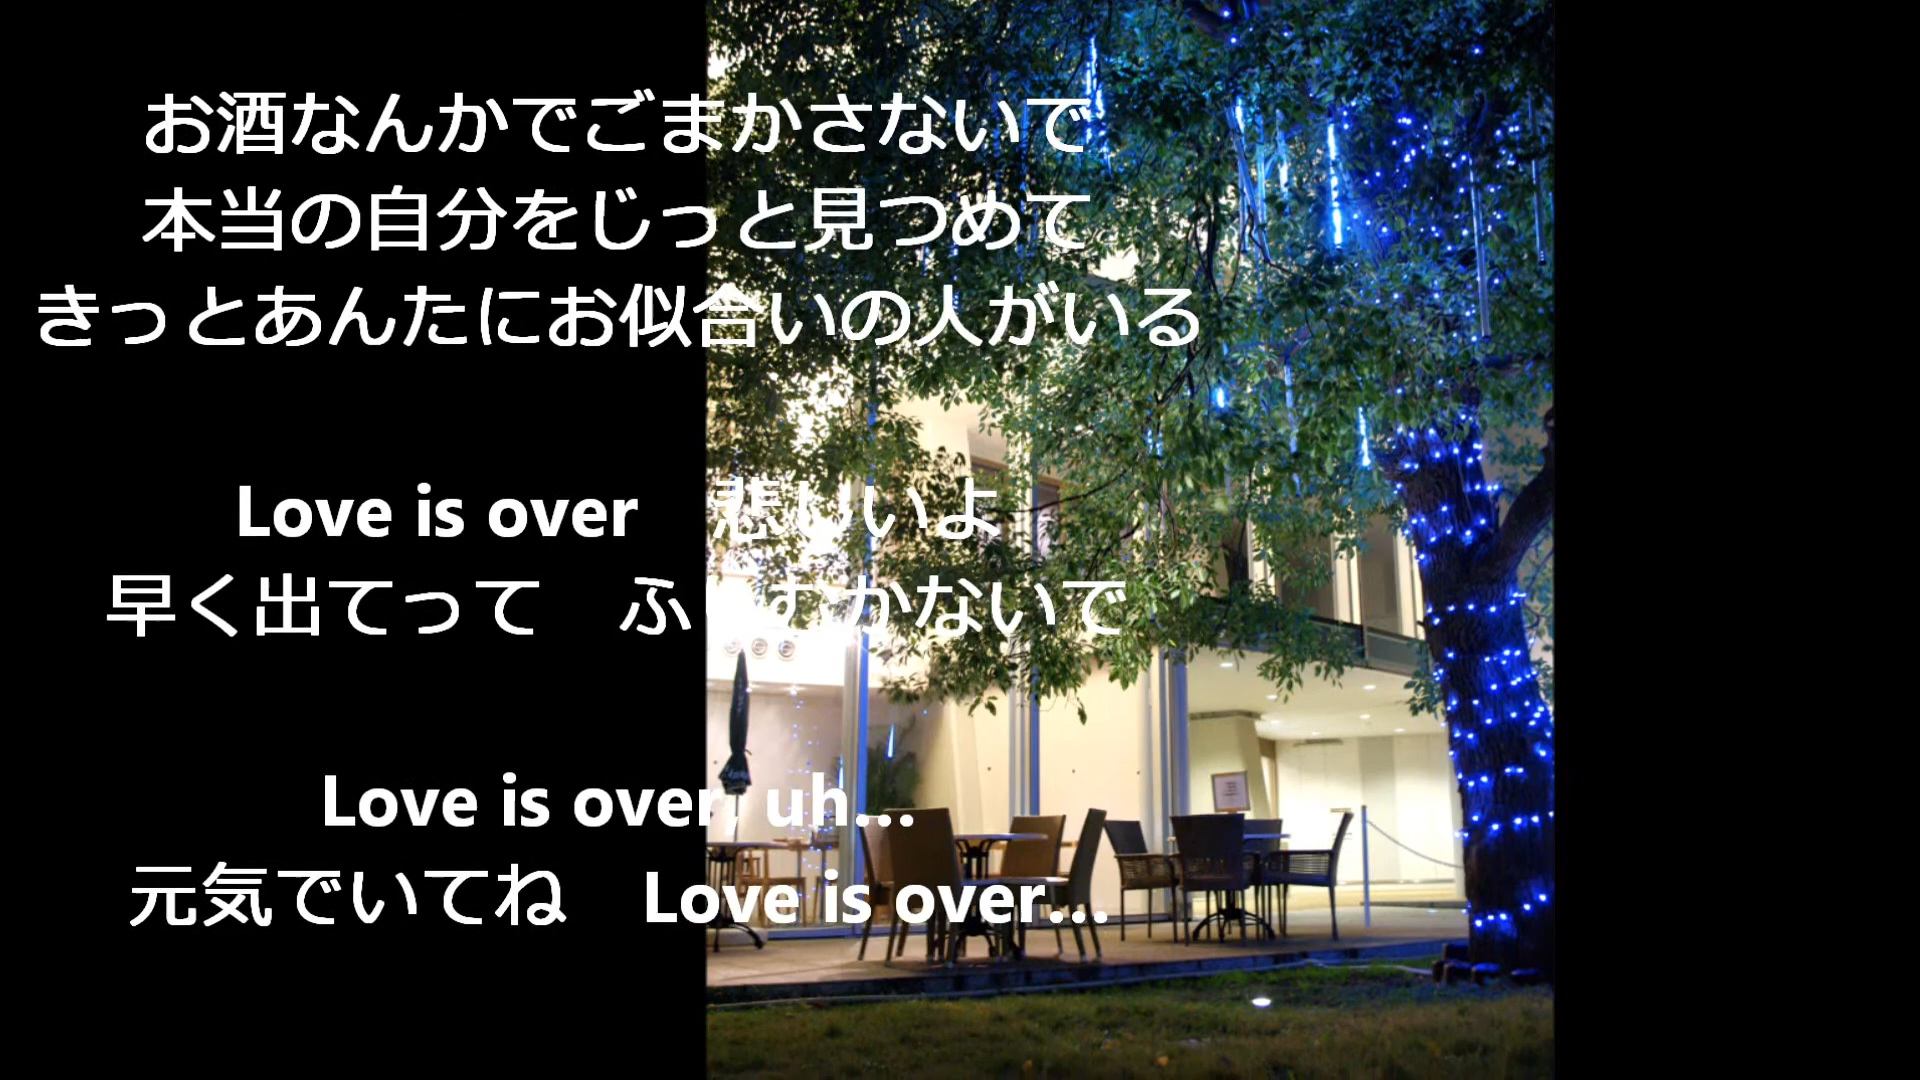 お酒なんかでごまかさないで
本当の自分をじっと見つめて
きっとあんたにお似合いの人がいる
Love is over　悲しいよ
早く出てって　ふりむかないで
Love is over, uh...
元気でいてね　Love is over...